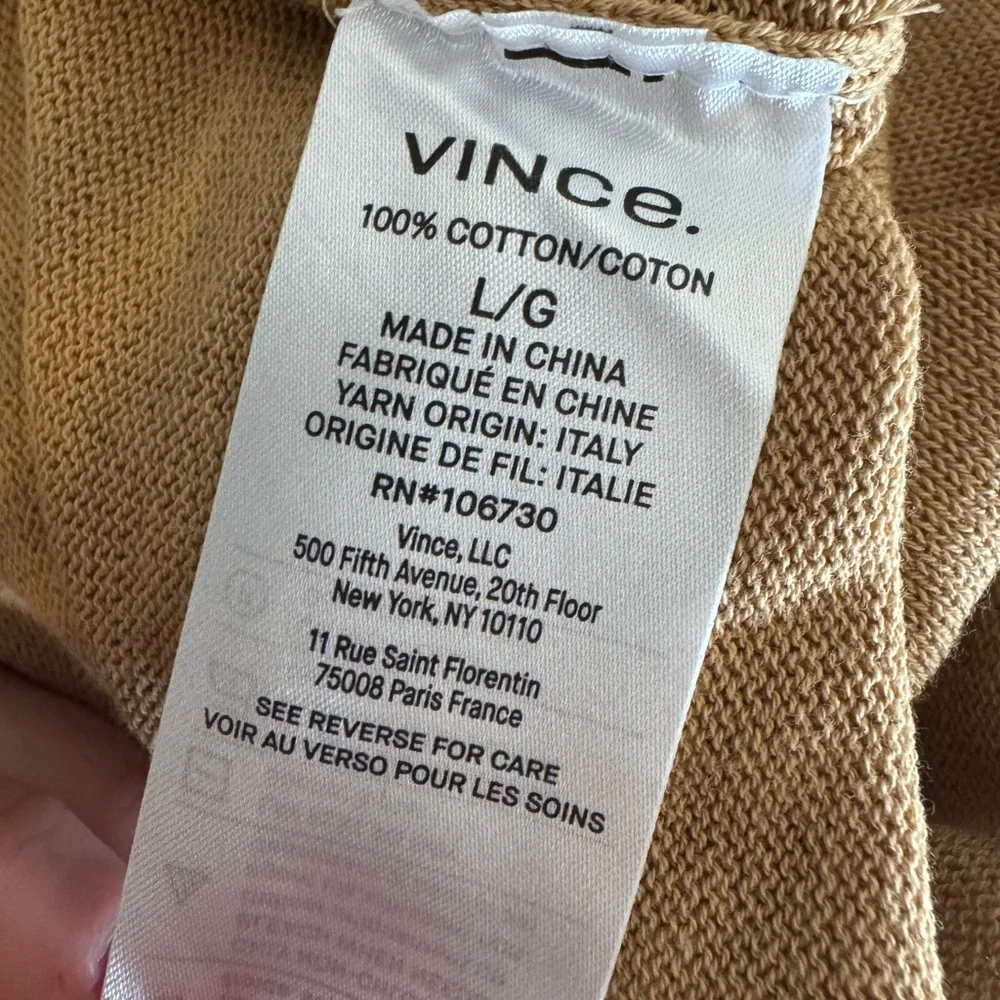 VINCE.
100% COTTON/COTON
L/G
MADE IN CHINA
FABRIQUÉ EN CHINE
YARN ORIGIN: ITALY
ORIGINE DE FIL: ITALIE
RN#106730
Vince, LLC
500 Fifth Avenue, 20th Floor
New York, NY 10110
11 Rue Saint Florentin
75008 Paris France
SEE REVERSE FOR CARE
VOIR AU VERSO POUR LES SOINS